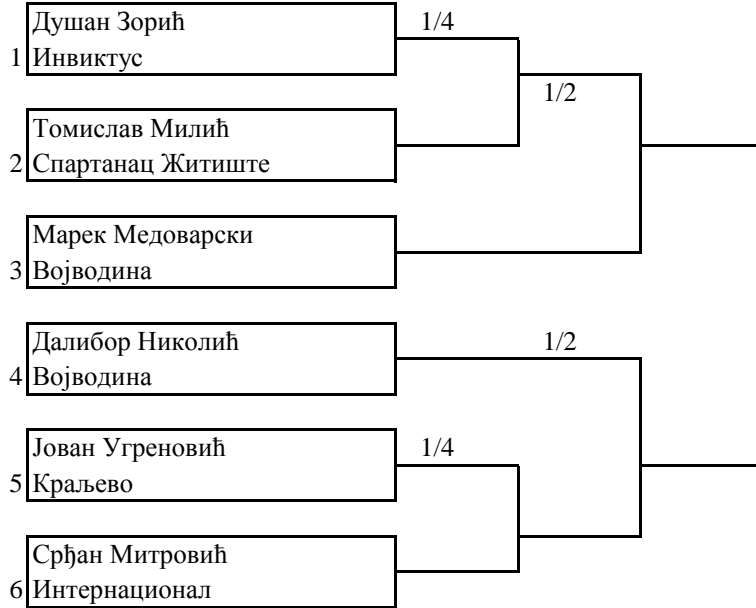 Душан Зорић 1/4
1 Инвиктус
1/2
Томислав Милић
2 Спартанац Житиште
Марек Медоварски
3 Војводина
Далибор Николић 1/2
4 Војводина
Јован Угреновић 1/4
5 Краљево
Срђан Митровић
6 Интернационал